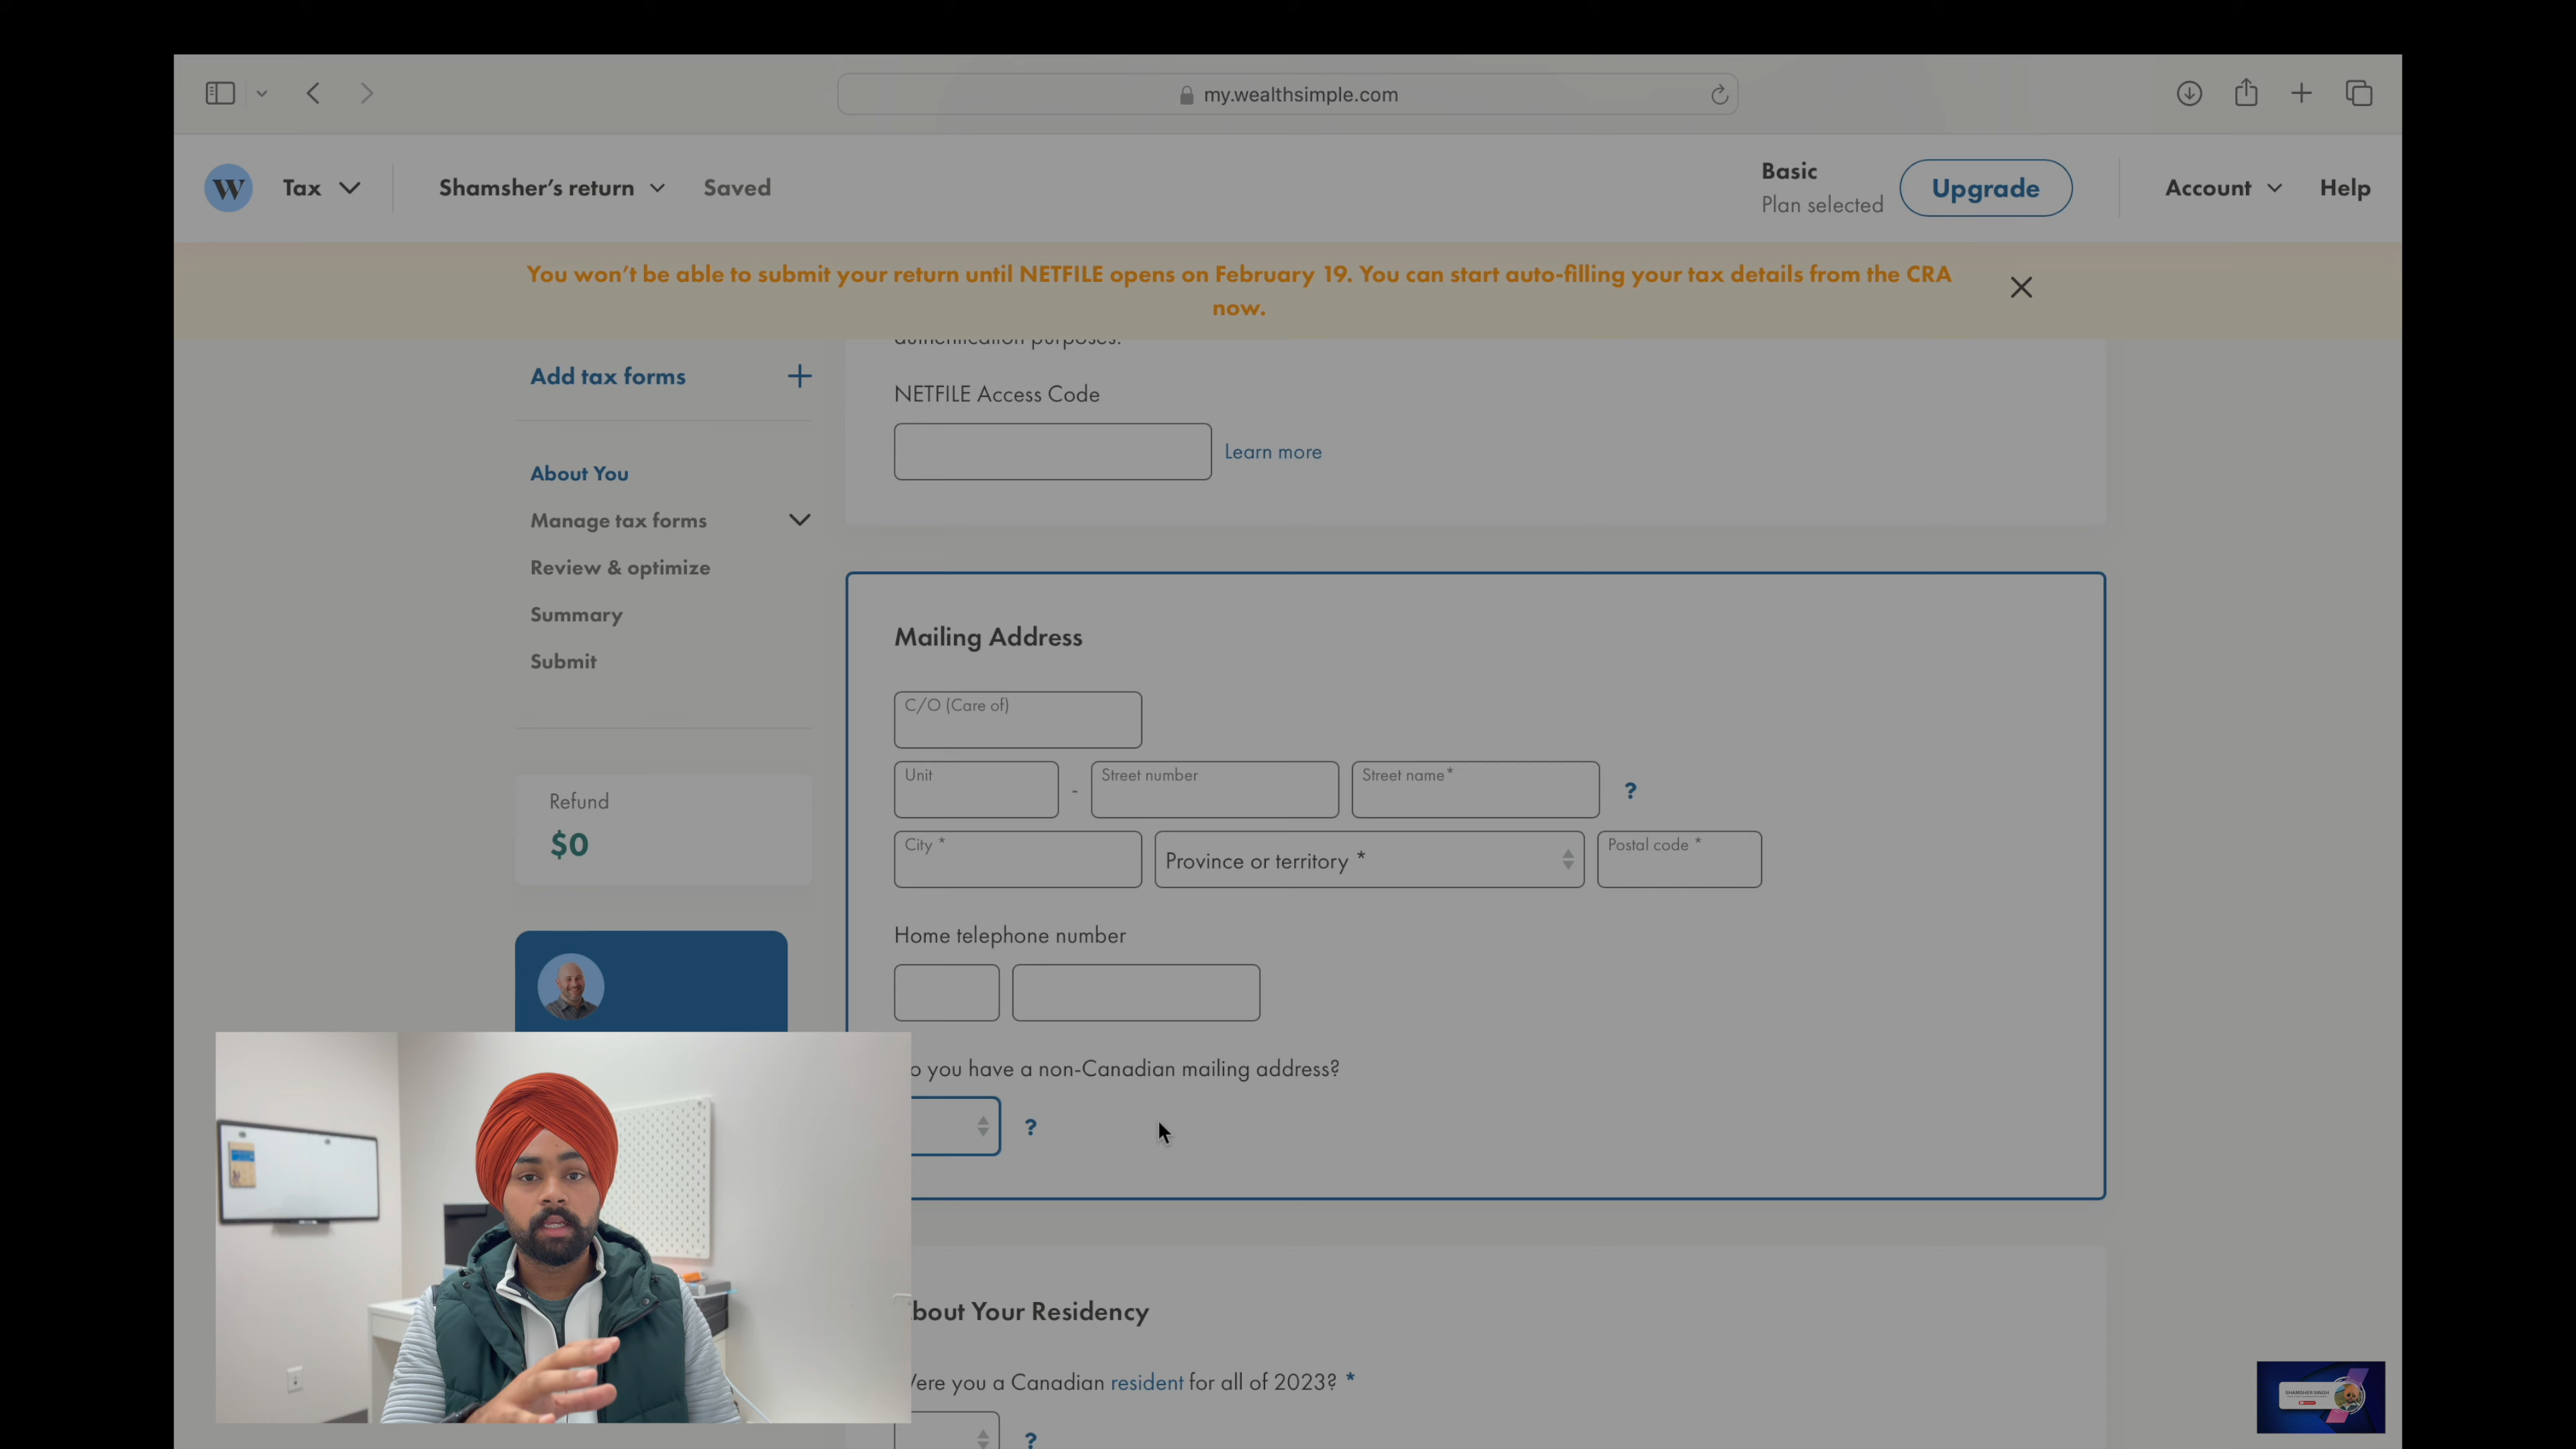 my.wealthsimple.com
W
Tax
Shamsher's return
Saved
Basic
Plan selected
Upgrade
Account
Help
You won't be able to submit your return until NETFILE opens on February 19. You can start auto-filling your tax details from the CRA
now.
authentication purposes.
Add tax forms
NETFILE Access Code
Learn more
About You
Manage tax forms
Review & optimize
Summary
Submit
Refund
$0
Mailing Address
C/O (Care of)
Unit
-
Street number
Street name*
?
City *
Province or territory *
Postal code *
Home telephone number
o you have a non-Canadian mailing address?
?
bout Your Residency
Vere you a Canadian resident for all of 2023? *
?
SHAMSHER SINGH